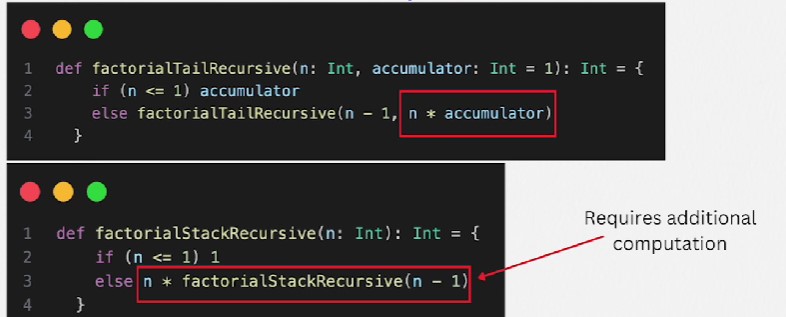 1 def factorialTailRecursive(n: Int, accumulator: Int = 1): Int = {
2 if (n <= 1) accumulator
3 else factorialTailRecursive(n - 1, n * accumulator)
4 }
1 def factorialStackRecursive(n: Int): Int = {
2 if (n <= 1) 1
3 else n * factorialStackRecursive(n - 1)
4 }
Requires additional
computation